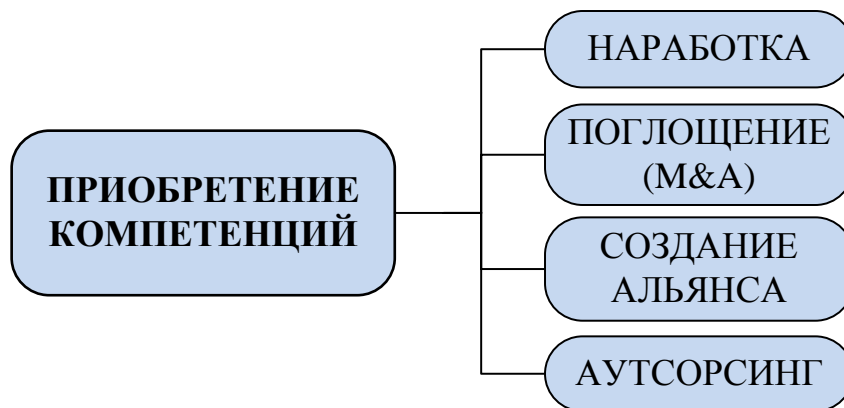 ПРИОБРЕТЕНИЕ
КОМПЕТЕНЦИЙ
НАРАБОТКА
ПОГЛОЩЕНИЕ
(M&A)
СОЗДАНИЕ
АЛЬЯНСА
АУТСОРСИНГ